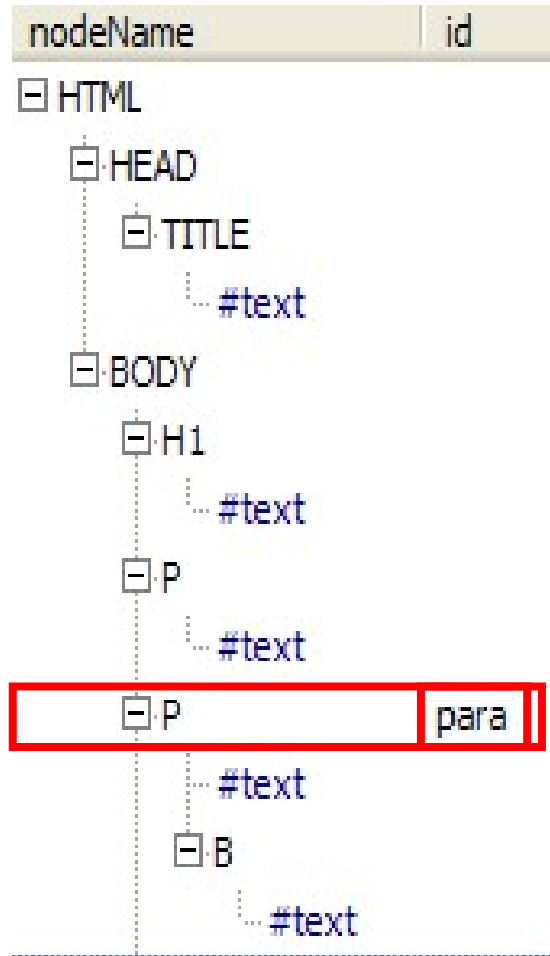 nodeName id
HTML
HEAD
TITLE
#text
BODY
H1
#text
P
#text
P para
#text
B
#text